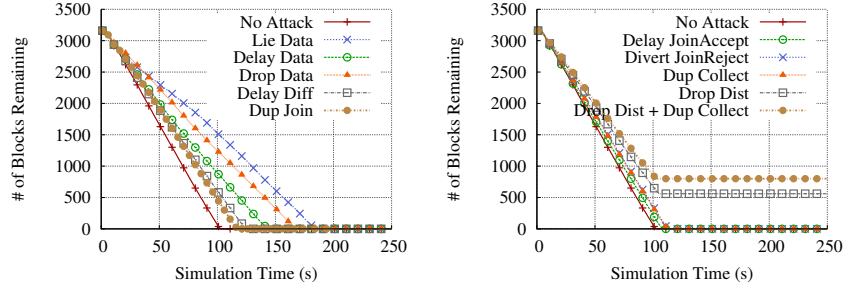 3500
3000
2500
2000
1500
1000
500
0
# of Blocks Remaining
No Attack
Lie Data
Delay Data
Drop Data
Delay Diff
Dup Join
0 50 100 150 200 250
Simulation Time (s)
3500
3000
2500
2000
1500
1000
500
0
# of Blocks Remaining
No Attack
Delay JoinAccept
Divert JoinReject
Dup Collect
Drop Dist
Drop Dist + Dup Collect
0 50 100 150 200 250
Simulation Time (s)